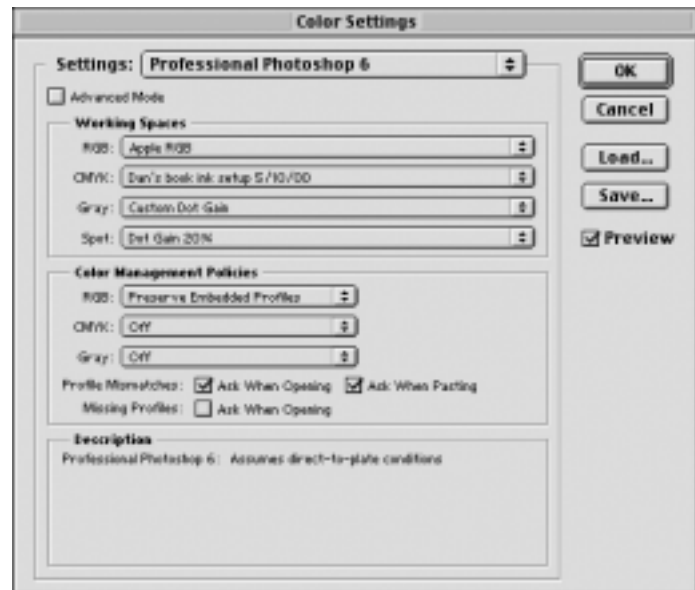 Color Settings
Settings: Professional Photoshop 6
OK
Advanced Mode
Cancel
Working Spaces
RGB: Apple RGB
Load...
CMYK: Dan's book ink setup 5/10/00
Save...
Gray: Custom Dot Gain
Spot: Dot Gain 20%
Preview
Color Management Policies
RGB: Preserve Embedded Profiles
CMYK: Off
Gray: Off
Profile Mismatches: Ask When Opening Ask When Pasting
Missing Profiles: Ask When Opening
Description
Professional Photoshop 6: Assumes direct-to-plate conditions